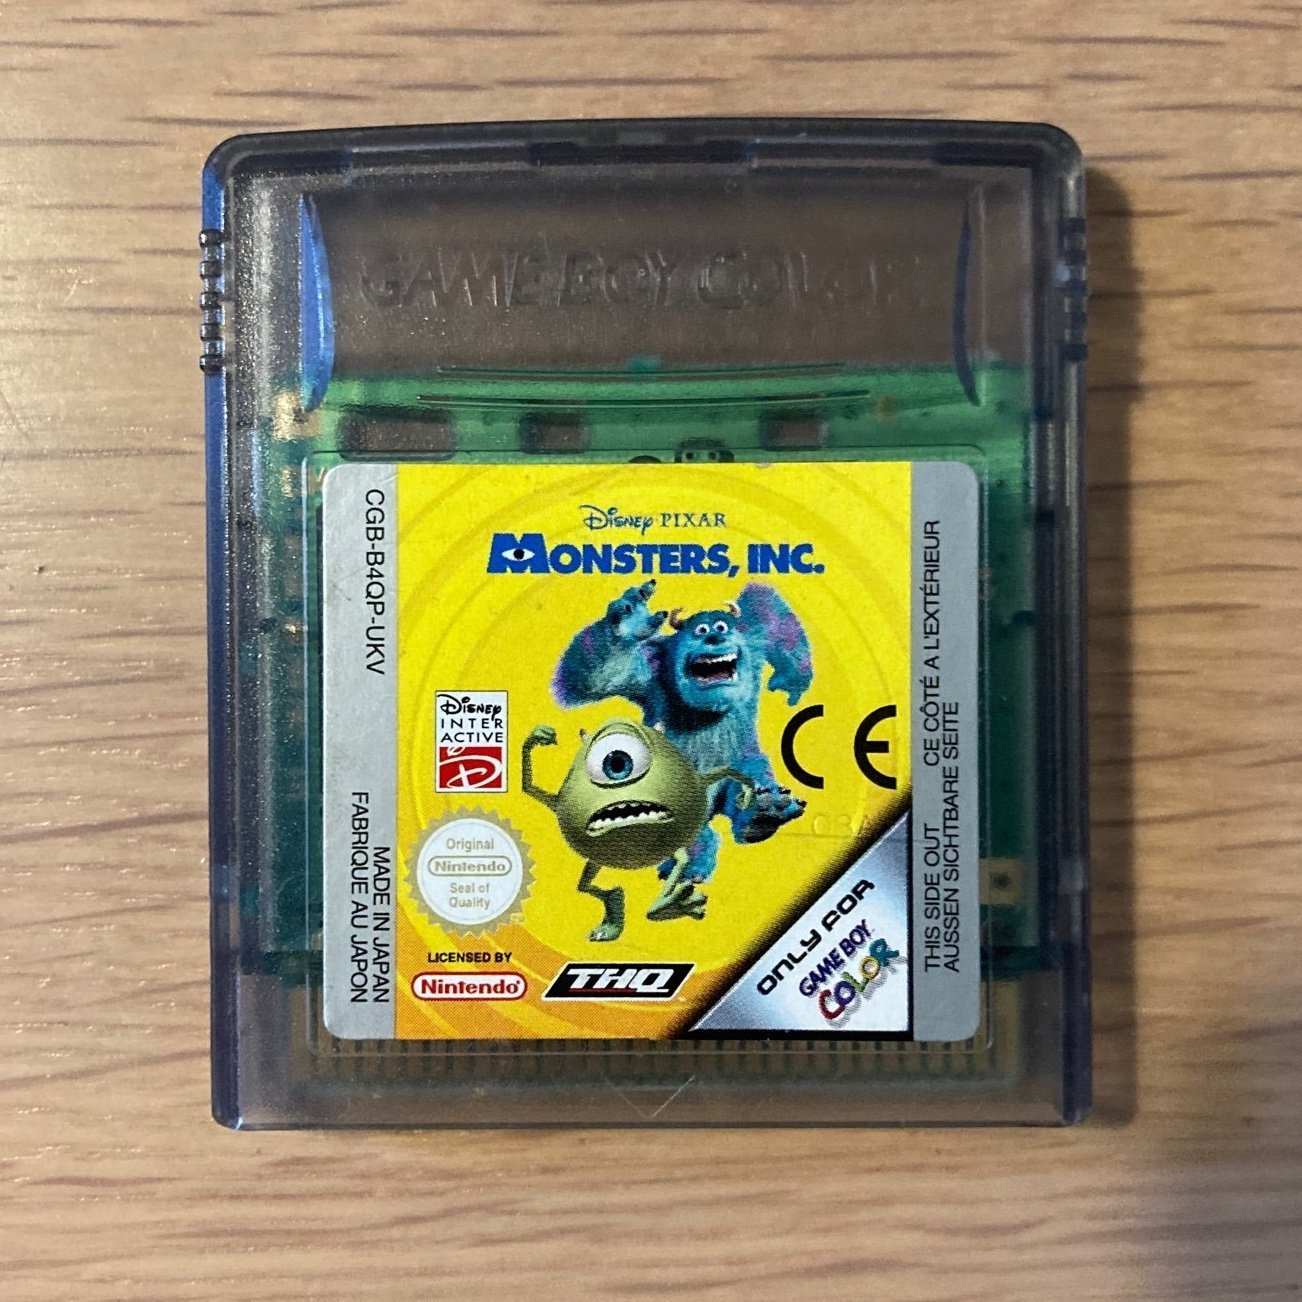 GAME BOY COLOR
CGB-B4QP-UKV
MADE IN JAPAN
FABRIQUE AU JAPON
Disney·PIXAR
MONSTERS, INC.
Disney
INTER
ACTIVE
D
CE
03A
Original
Nintendo
Seal of
Quality
TM
LICENSED BY
Nintendo
THQ
ONLY FOR
GAME BOY
COLOR
THIS SIDE OUT CE CÔTÉ A L'EXTÉRIEUR
AUSSEN SICHTBARE SEITE